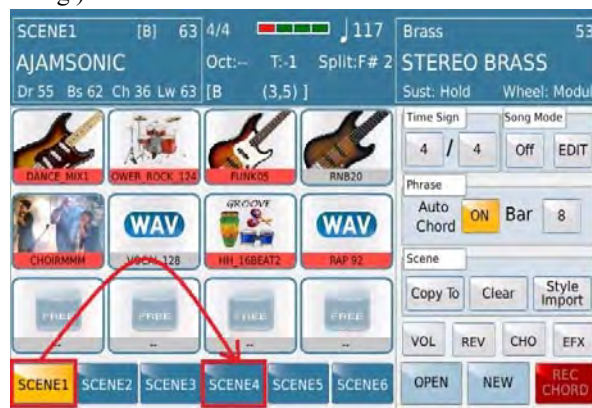 SCENE1 [B] 63
4/4 117
Brass 53
AJAMSONIC
Oct:-- T:-1 Split:F# 2
STEREO BRASS
Dr 55 Bs 62 Ch 36 Lw 63
[B (3,5) ]
Sust: Hold Wheel: Modul
DANCE_MIX1
OWER_ROCK_124
FUNK05
RNB20
Time Sign
Song Mode
4 / 4
Off
EDIT
Phrase
Auto Chord
ON
Bar
8
WAV
GROOVE
WAV
CHOIRMMM
VOCAL_128
HH_16BEAT2
RAP 92
Scene
Copy To
Clear
Style Import
FREE
FREE
FREE
FREE
--
--
--
--
VOL
REV
CHO
EFX
SCENE1
SCENE2
SCENE3
SCENE4
SCENE5
SCENE6
OPEN
NEW
REC CHORD